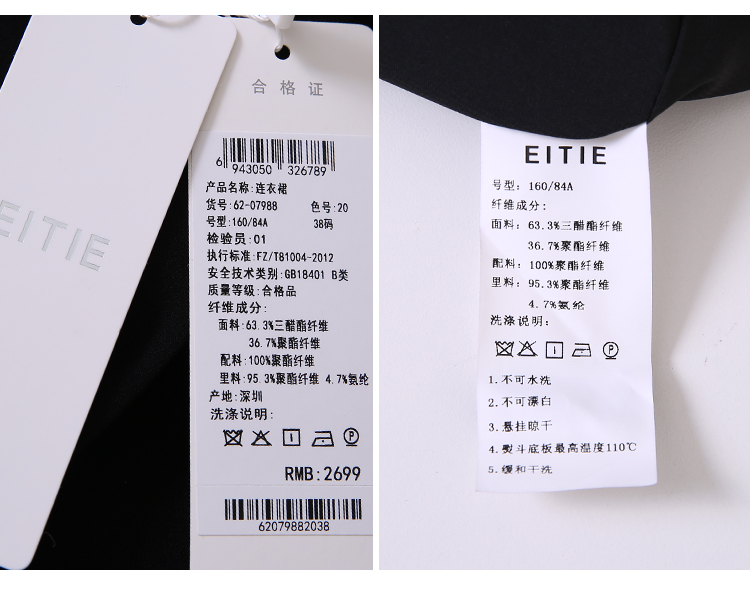 EITIE
合格证
6 943050 326789
产品名称:连衣裙
货号:62-07988 色号:20
号型:160/84A 38码
检验员:01
执行标准:FZ/T81004-2012
安全技术类别:GB18401 B类
质量等级:合格品
纤维成分:
面料:63.3%三醋酯纤维
36.7%聚酯纤维
配料:100%聚酯纤维
里料:95.3%聚酯纤维 4.7%氨纶
产地:深圳
洗涤说明:
RMB:2699
62079882038
EITIE
号型: 160/84A
纤维成分:
面料: 63.3%三醋酯纤维
36.7%聚酯纤维
配料: 100%聚酯纤维
里料: 95.3%聚酯纤维
4.7%氨纶
洗涤说明:
1.不可水洗
2.不可漂白
3.悬挂晾干
4.熨斗底板最高温度110℃
5.缓和干洗